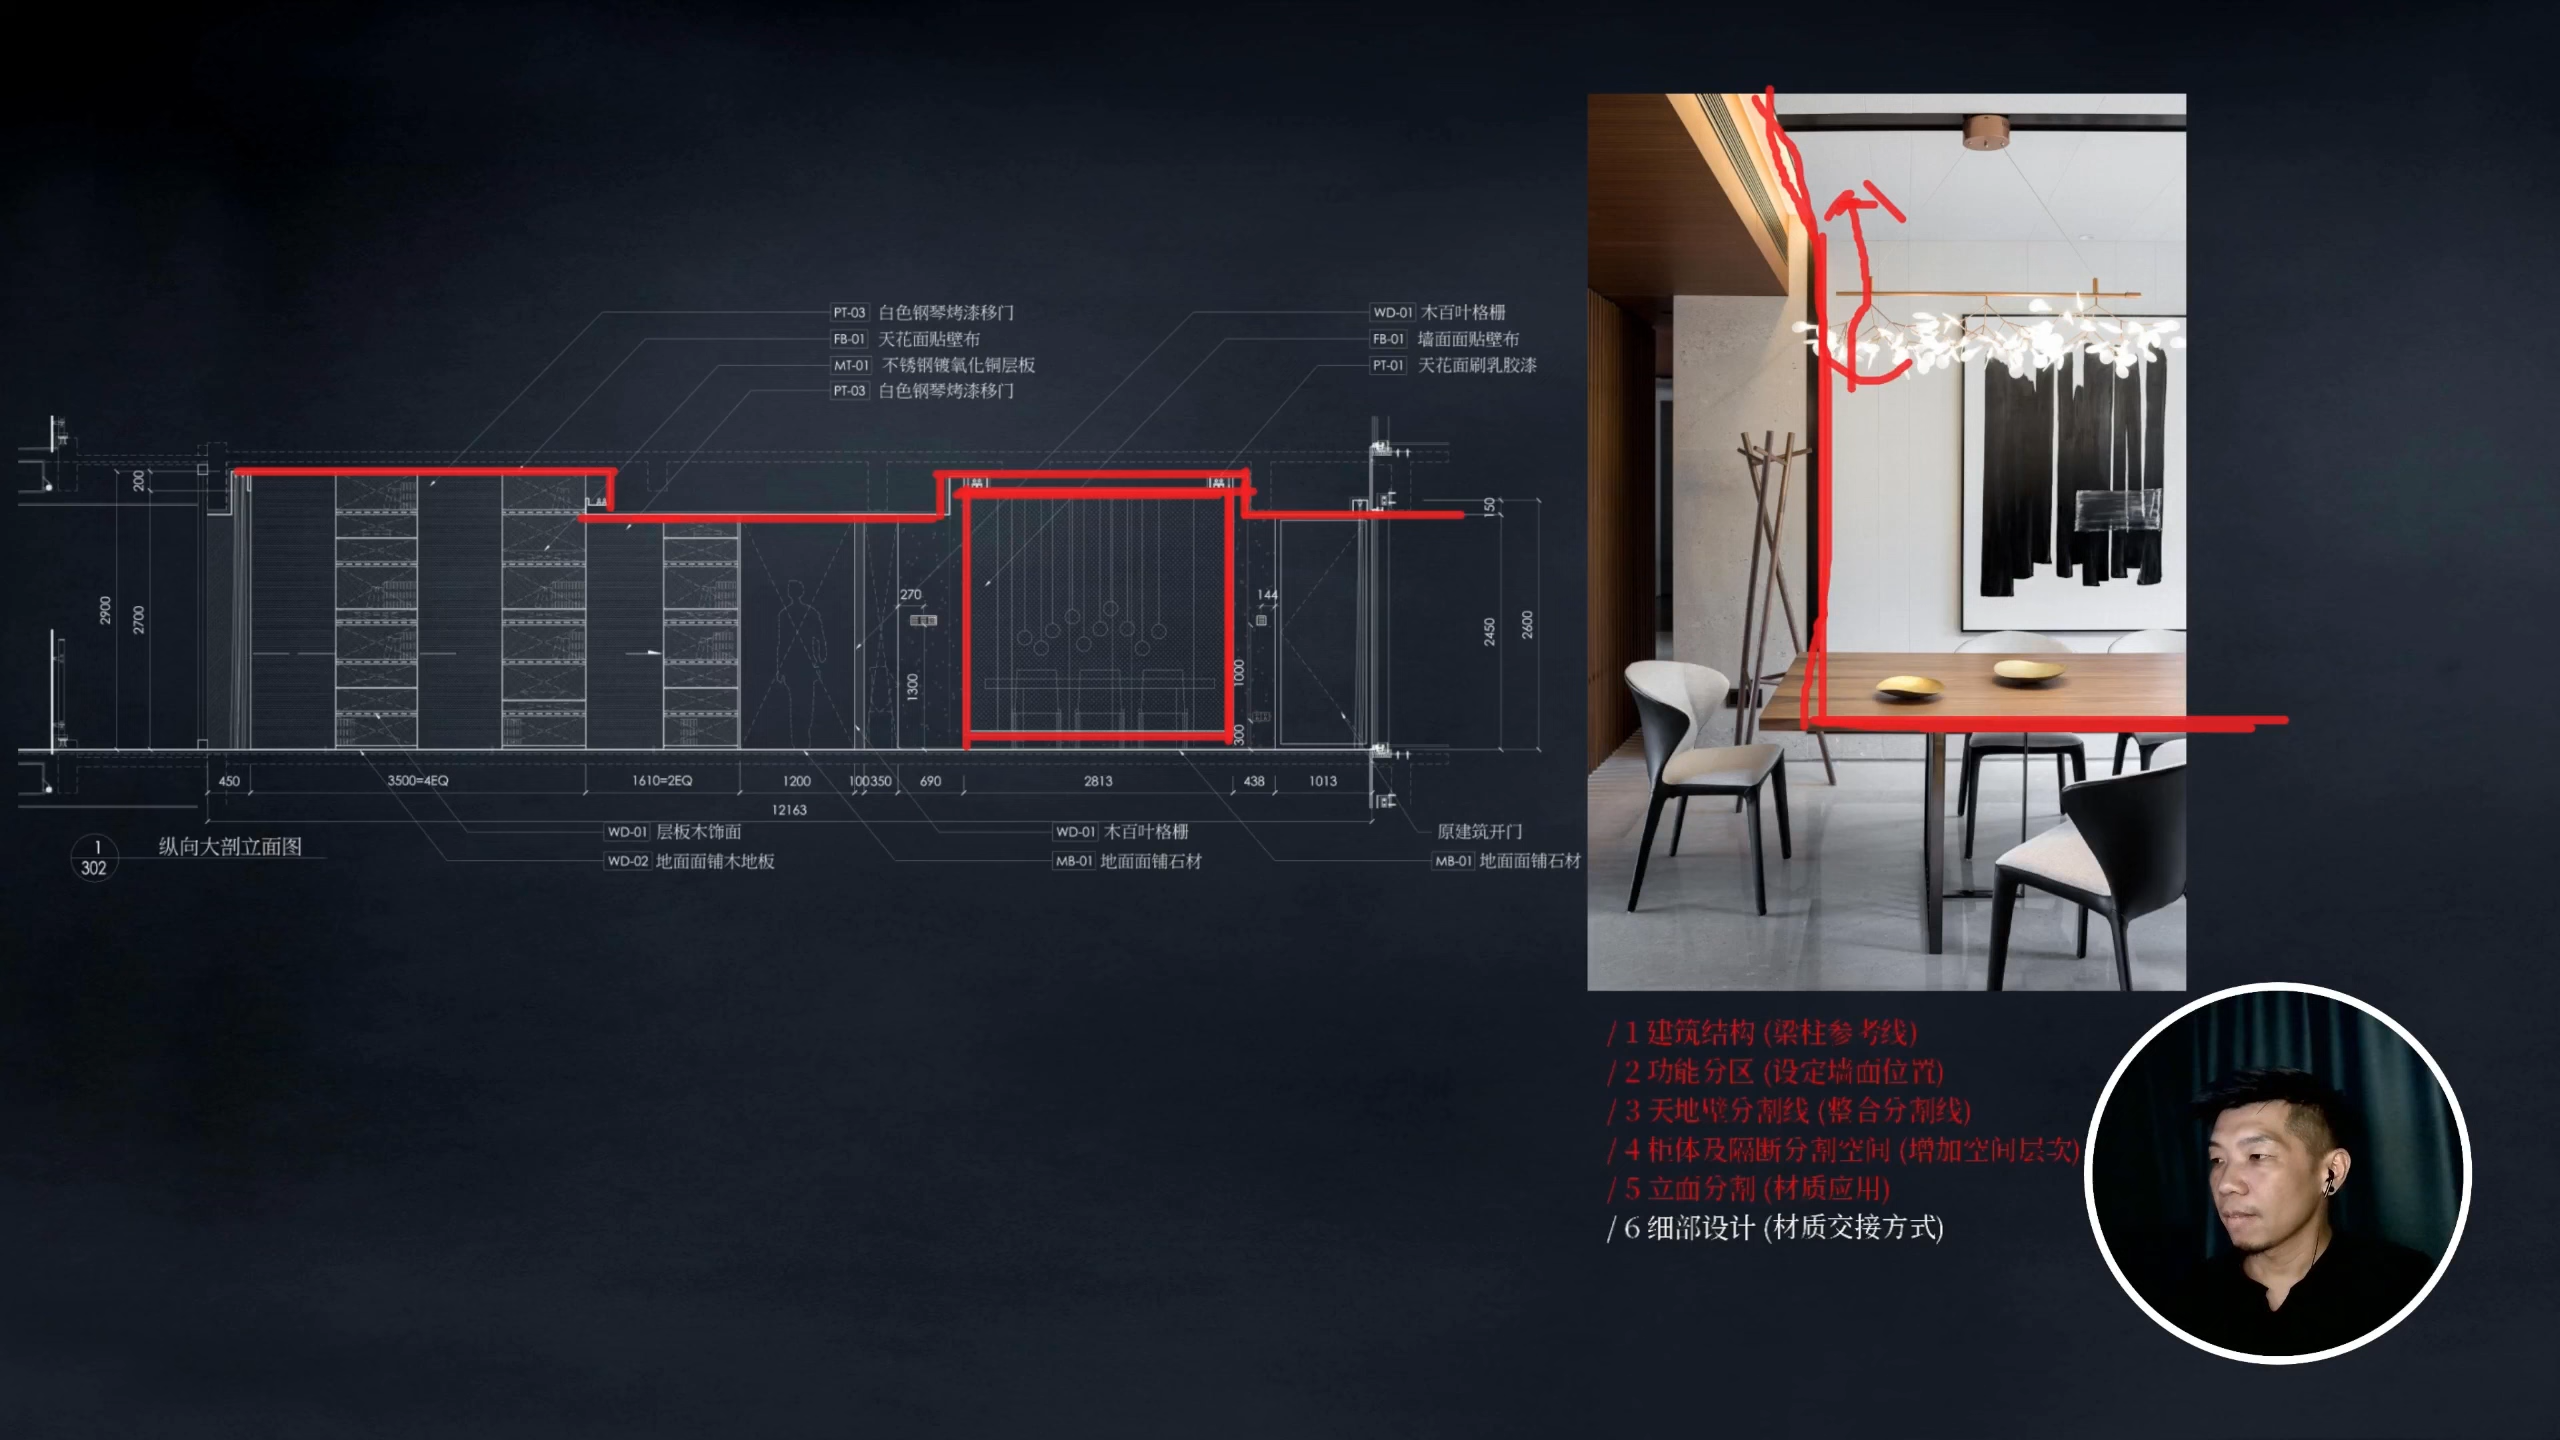 PT-03 白色钢琴烤漆移门
FB-01 天花面贴壁布
MT-01 不锈钢镀氧化铜层板
PT-03 白色钢琴烤漆移门
WD-01 木百叶格栅
FB-01 墙面面贴壁布
PT-01 天花面刷乳胶漆
200
2900
2700
270
1300
144
1000
300
150
2450
2600
450
3500=4EQ
1610=2EQ
1200
100
350
690
2813
438
1013
12163
1
302
纵向大剖立面图
WD-01 层板木饰面
WD-02 地面面铺木地板
WD-01 木百叶格栅
MB-01 地面面铺石材
原建筑开门
MB-01 地面面铺石材
/ 1 建筑结构 (梁柱参考线)
/ 2 功能分区 (设定墙面位置)
/ 3 天地壁分割线 (整合分割线)
/ 4 柜体及隔断分割空间 (增加空间层次)
/ 5 立面分割 (材质应用)
/ 6 细部设计 (材质交接方式)